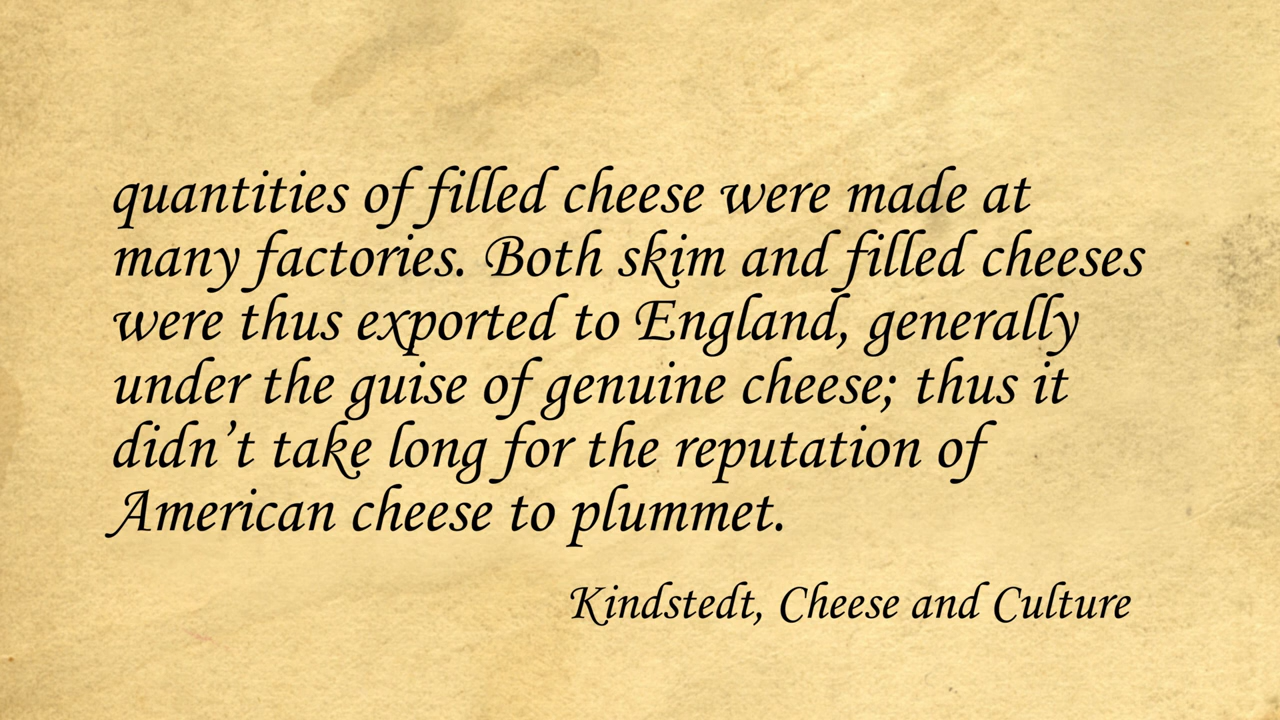 quantities of filled cheese were made at
many factories. Both skim and filled cheeses
were thus exported to England, generally
under the guise of genuine cheese; thus it
didn’t take long for the reputation of
American cheese to plummet.
Kindstedt, Cheese and Culture